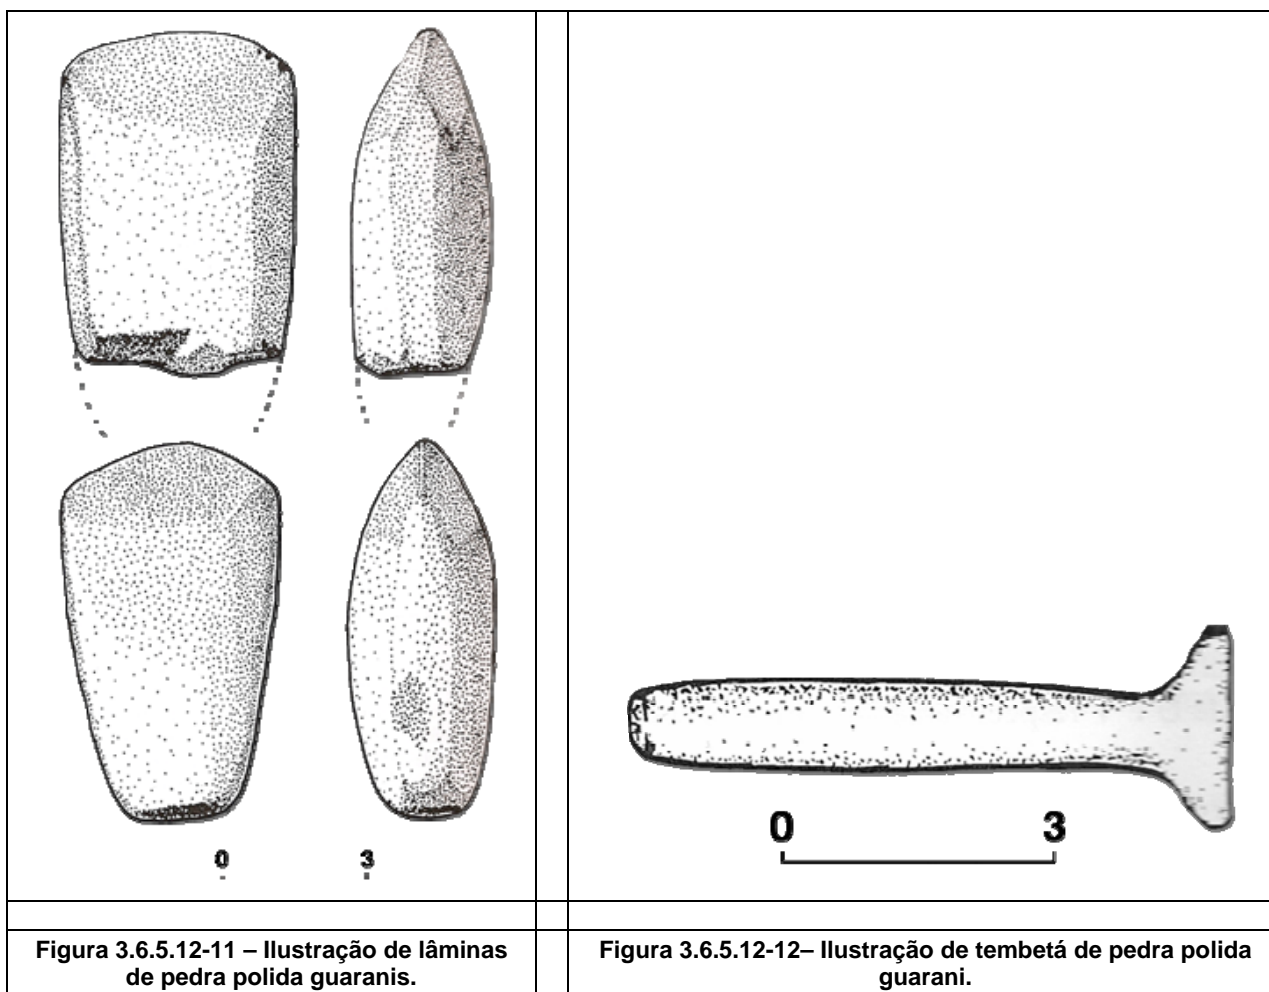 0 3
0 3
Figura 3.6.5.12-11 – Ilustração de lâminas
de pedra polida guaranis.
Figura 3.6.5.12-12– Ilustração de tembetá de pedra polida
guarani.